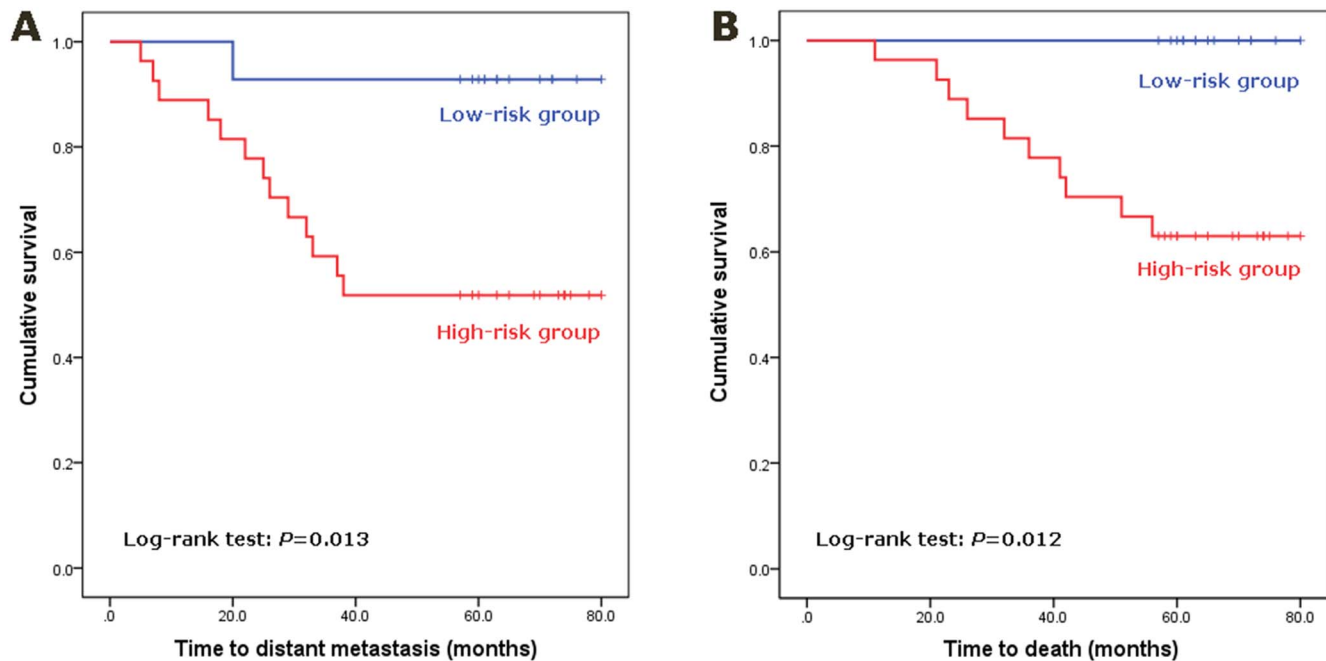 A
Cumulative survival
1.0
0.8
0.6
0.4
0.2
0.0
Low-risk group
High-risk group
Log-rank test: P=0.013
.0 20.0 40.0 60.0 80.0
Time to distant metastasis (months)
B
Cumulative survival
1.0
0.8
0.6
0.4
0.2
0.0
Low-risk group
High-risk group
Log-rank test: P=0.012
.0 20.0 40.0 60.0 80.0
Time to death (months)